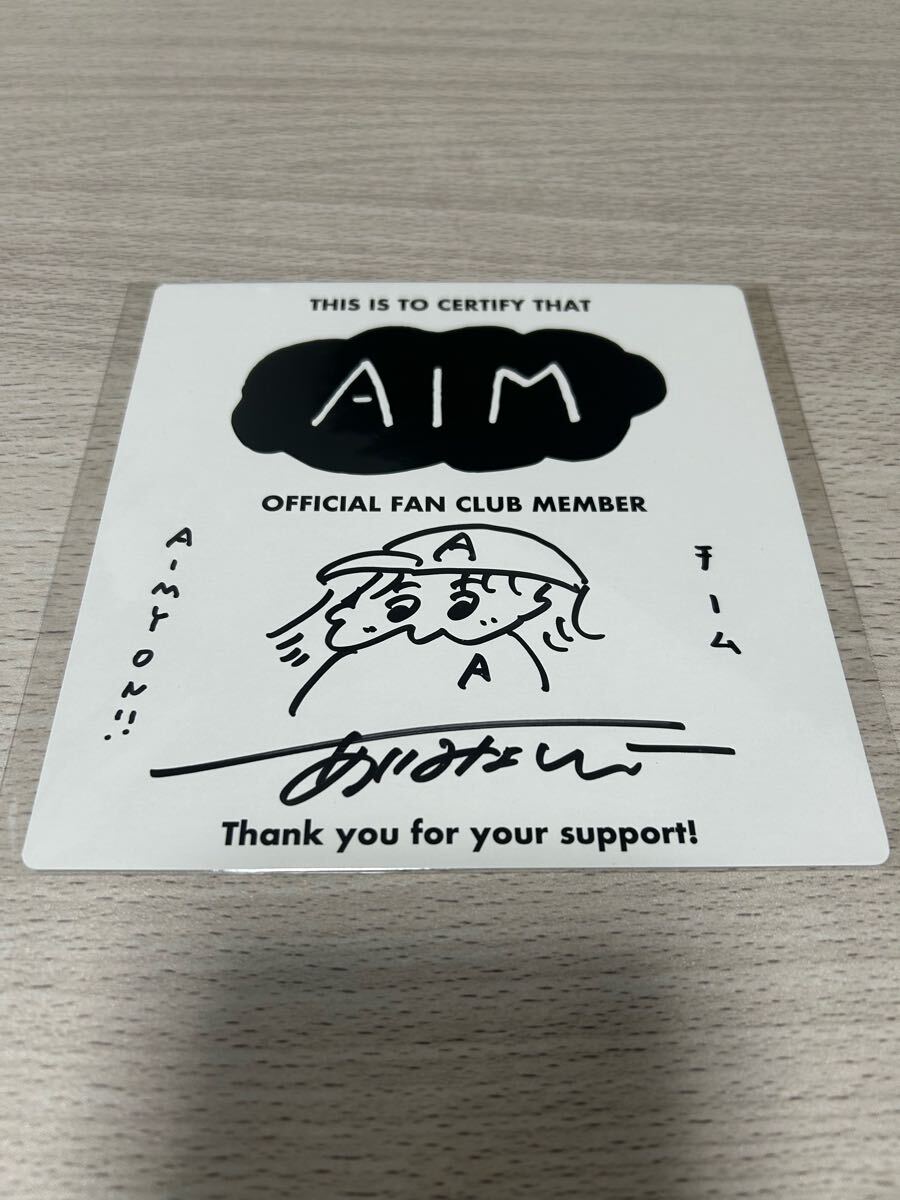 THIS IS TO CERTIFY THAT
AIM
OFFICIAL FAN CLUB MEMBER
AIMYON!!
A
A
チーム
あいみょん
Thank you for your support!